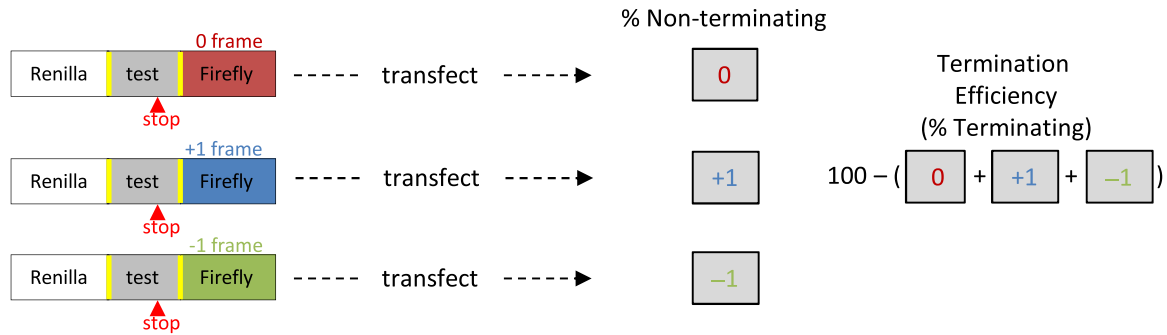 % Non-terminating
0 frame
Renilla test Firefly transfect 0
stop
Termination
Efficiency
(% Terminating)
+1 frame
Renilla test Firefly transfect +1 100 – ( 0 + +1 + –1 )
stop
-1 frame
Renilla test Firefly transfect –1
stop